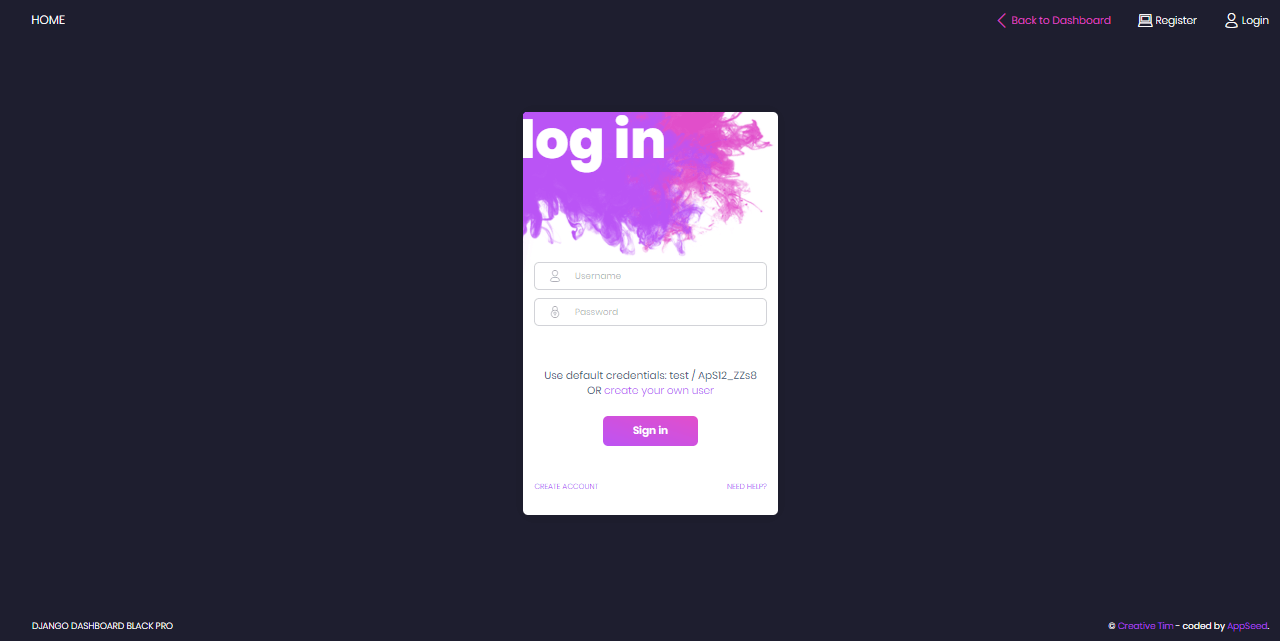 HOME
Back to Dashboard
Register
Login
log in
Username
Password
Use default credentials: test / ApS12_ZZs8
OR create your own user
Sign in
CREATE ACCOUNT
NEED HELP?
DJANGO DASHBOARD BLACK PRO
© Creative Tim - coded by AppSeed.